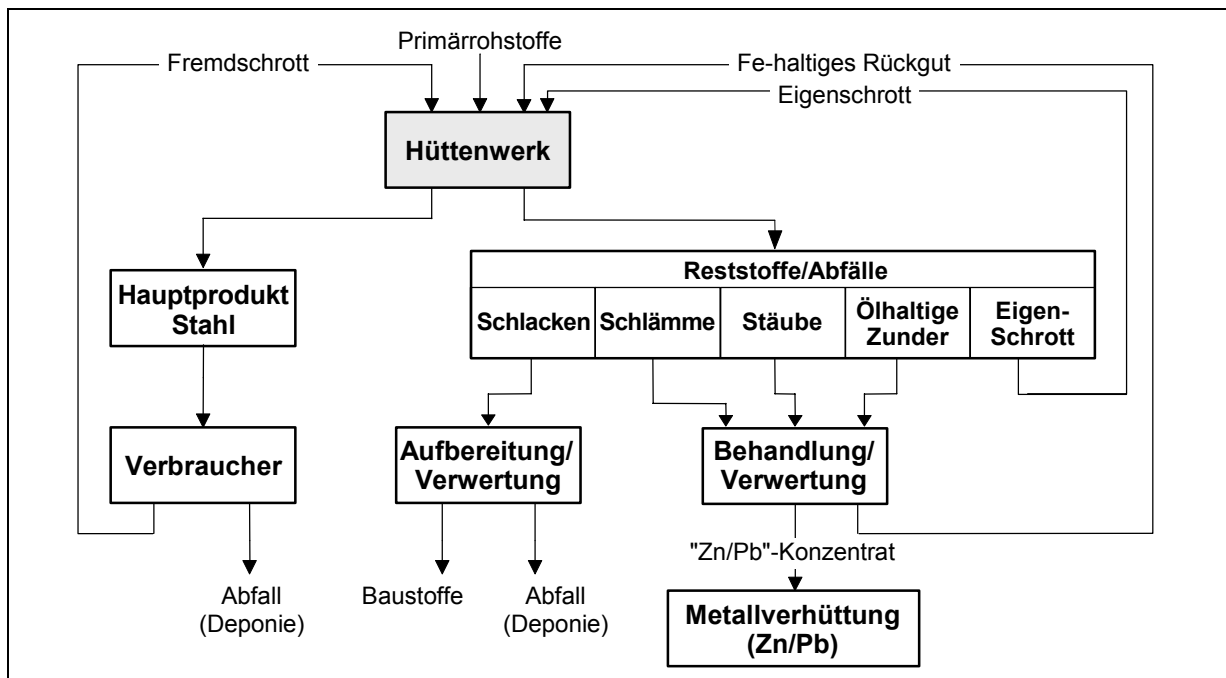 Primärrohstoffe
Fremdschrott
Fe-haltiges Rückgut
Eigenschrott
Hüttenwerk
Hauptprodukt
Stahl
Reststoffe/Abfälle
Schlacken
Schlämme
Stäube
Ölhaltige
Zunder
Eigen-
Schrott
Verbraucher
Aufbereitung/
Verwertung
Behandlung/
Verwertung
"Zn/Pb"-Konzentrat
Abfall
(Deponie)
Baustoffe
Abfall
(Deponie)
Metallverhüttung
(Zn/Pb)